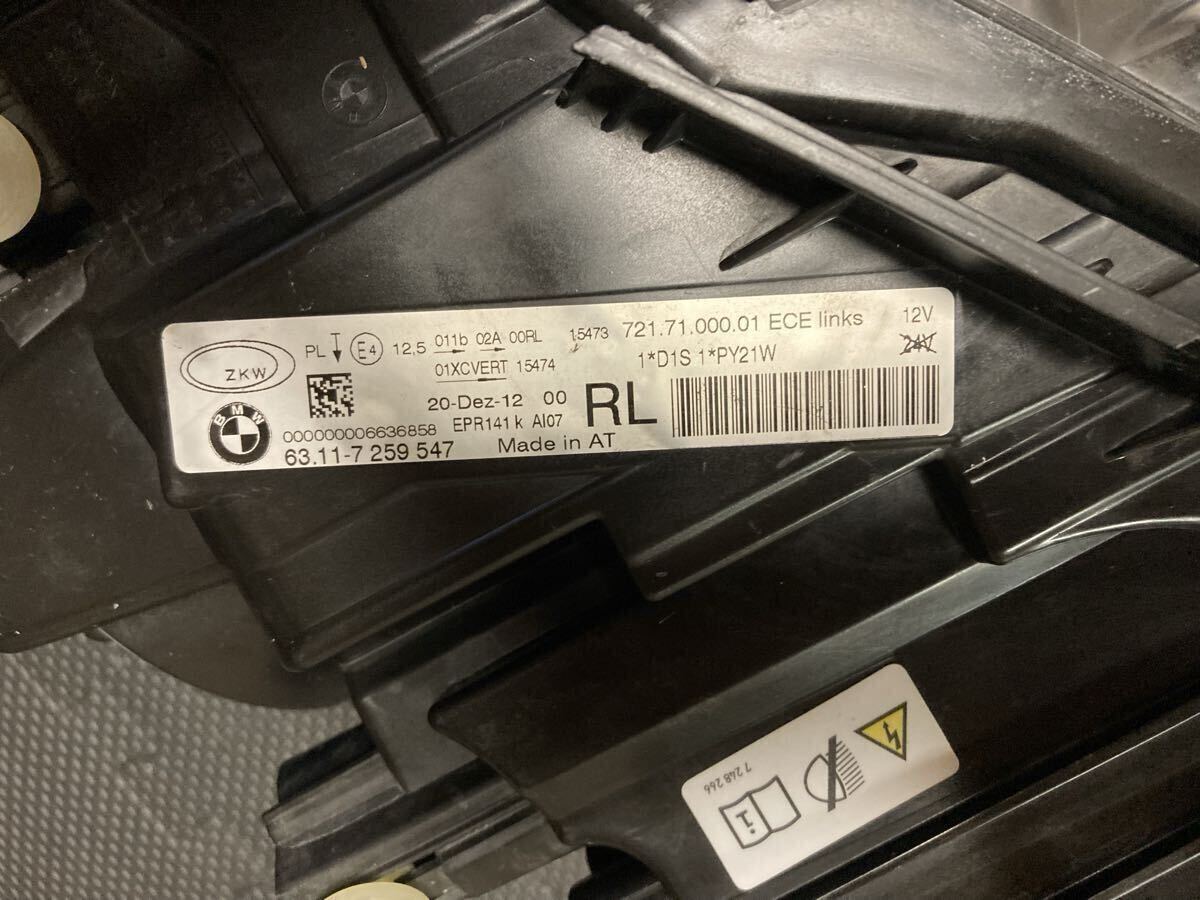 ZKW
PL
E4
12,5 011b 02A 00RL 15473 721.71.000.01 ECE links 12V
01XCVERT 15474 1*D1S 1*PY21W 24V
20-Dez-12 00 RL
BMW 000000006636858 EPR141 k AI07
63.11-7 259 547 Made in AT
7 248 266
i